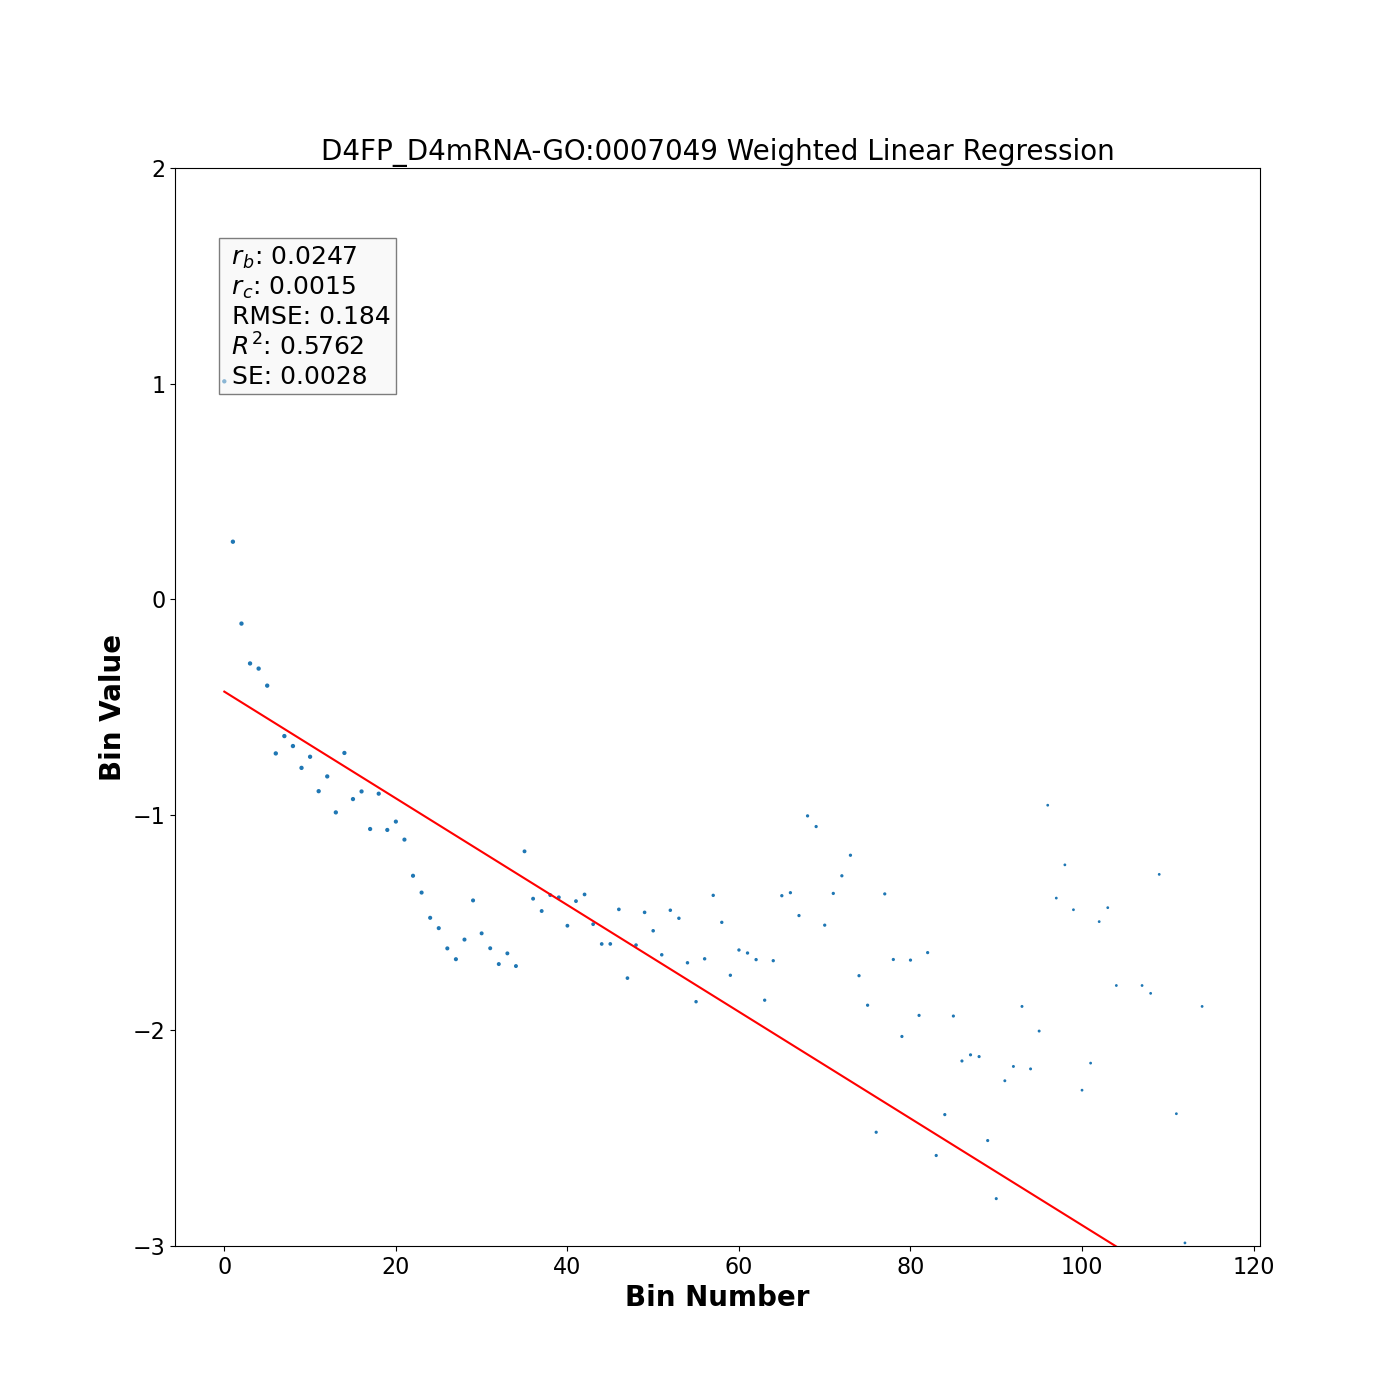 D4FP_D4mRNA-GO:0007049 Weighted Linear Regression
2
1
0
−1
−2
−3
r_b: 0.0247
r_c: 0.0015
RMSE: 0.184
R²: 0.5762
SE: 0.0028
Bin Value
0 20 40 60 80 100 120
Bin Number